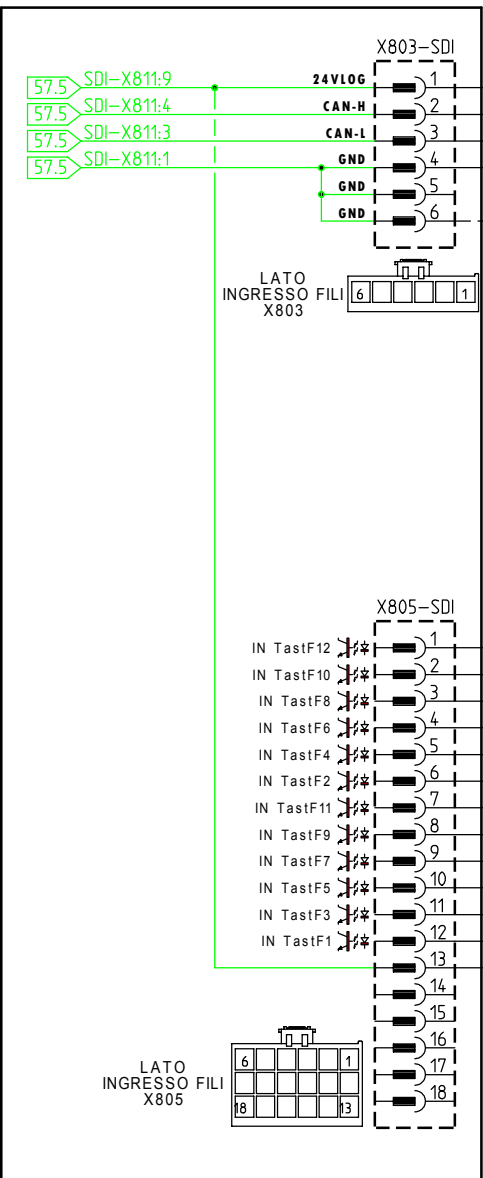 X803-SDI
57.5 SDI-X811:9 24VLOG 1
57.5 SDI-X811:4 CAN-H 2
57.5 SDI-X811:3 CAN-L 3
57.5 SDI-X811:1 GND 4
GND 5
GND 6
LATO
INGRESSO FILI
X803
6 1
X805-SDI
IN TastF12 1
IN TastF10 2
IN TastF8 3
IN TastF6 4
IN TastF4 5
IN TastF2 6
IN TastF11 7
IN TastF9 8
IN TastF7 9
IN TastF5 10
IN TastF3 11
IN TastF1 12
13
14
15
16
17
18
LATO
INGRESSO FILI
X805
6 1
18 13